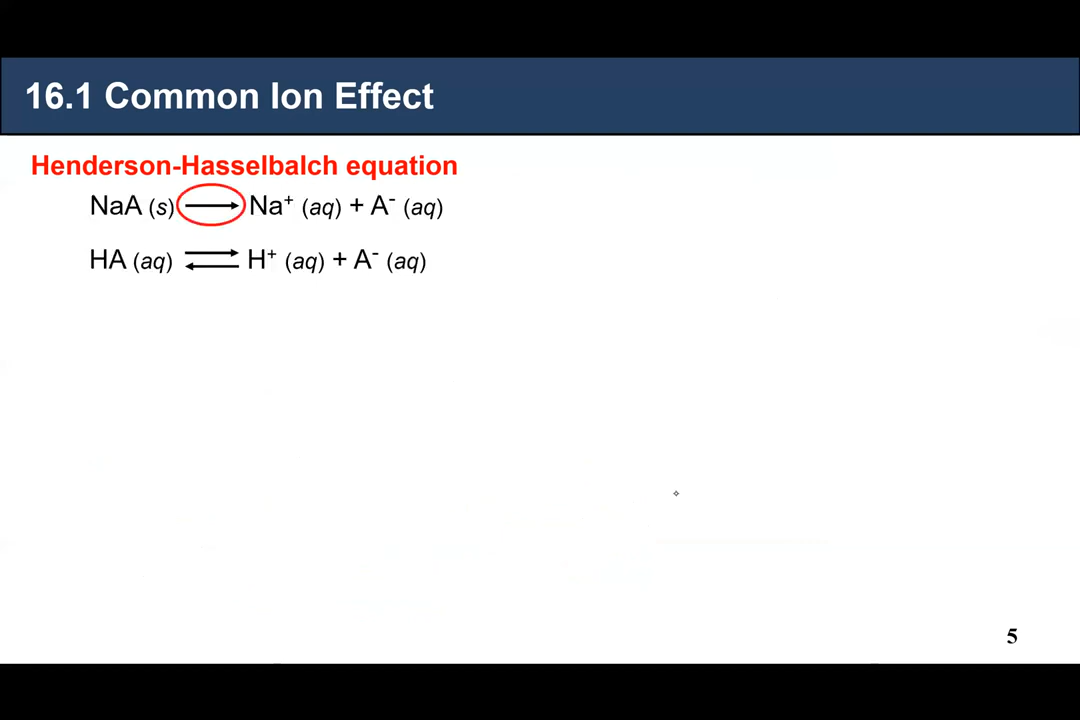 16.1 Common Ion Effect
Henderson-Hasselbalch equation
NaA (s) ⟶ Na⁺ (aq) + A⁻ (aq)
HA (aq) ⇄ H⁺ (aq) + A⁻ (aq)
5